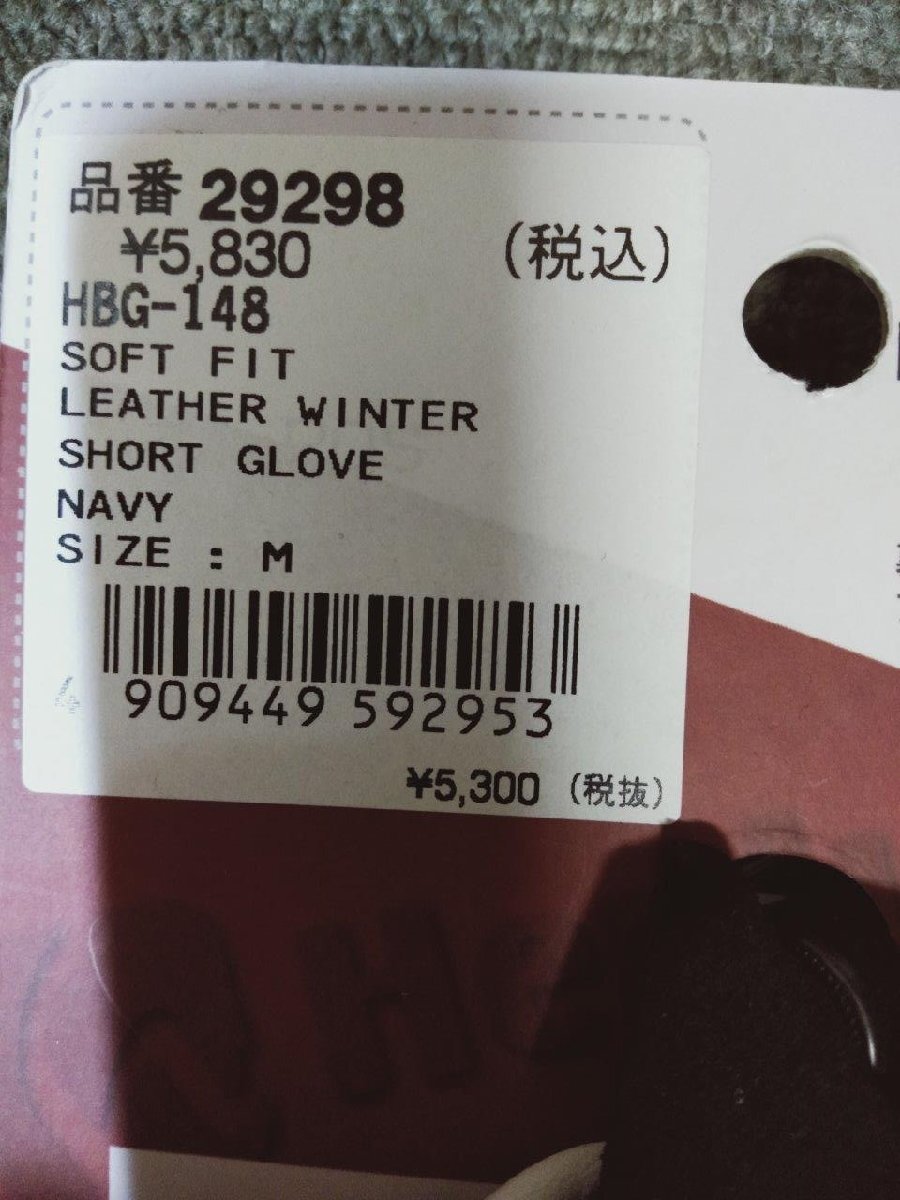 品番 29298
¥5,830 (税込)
HBG-148
SOFT FIT
LEATHER WINTER
SHORT GLOVE
NAVY
SIZE : M
4 909449 592953
¥5,300 (税抜)